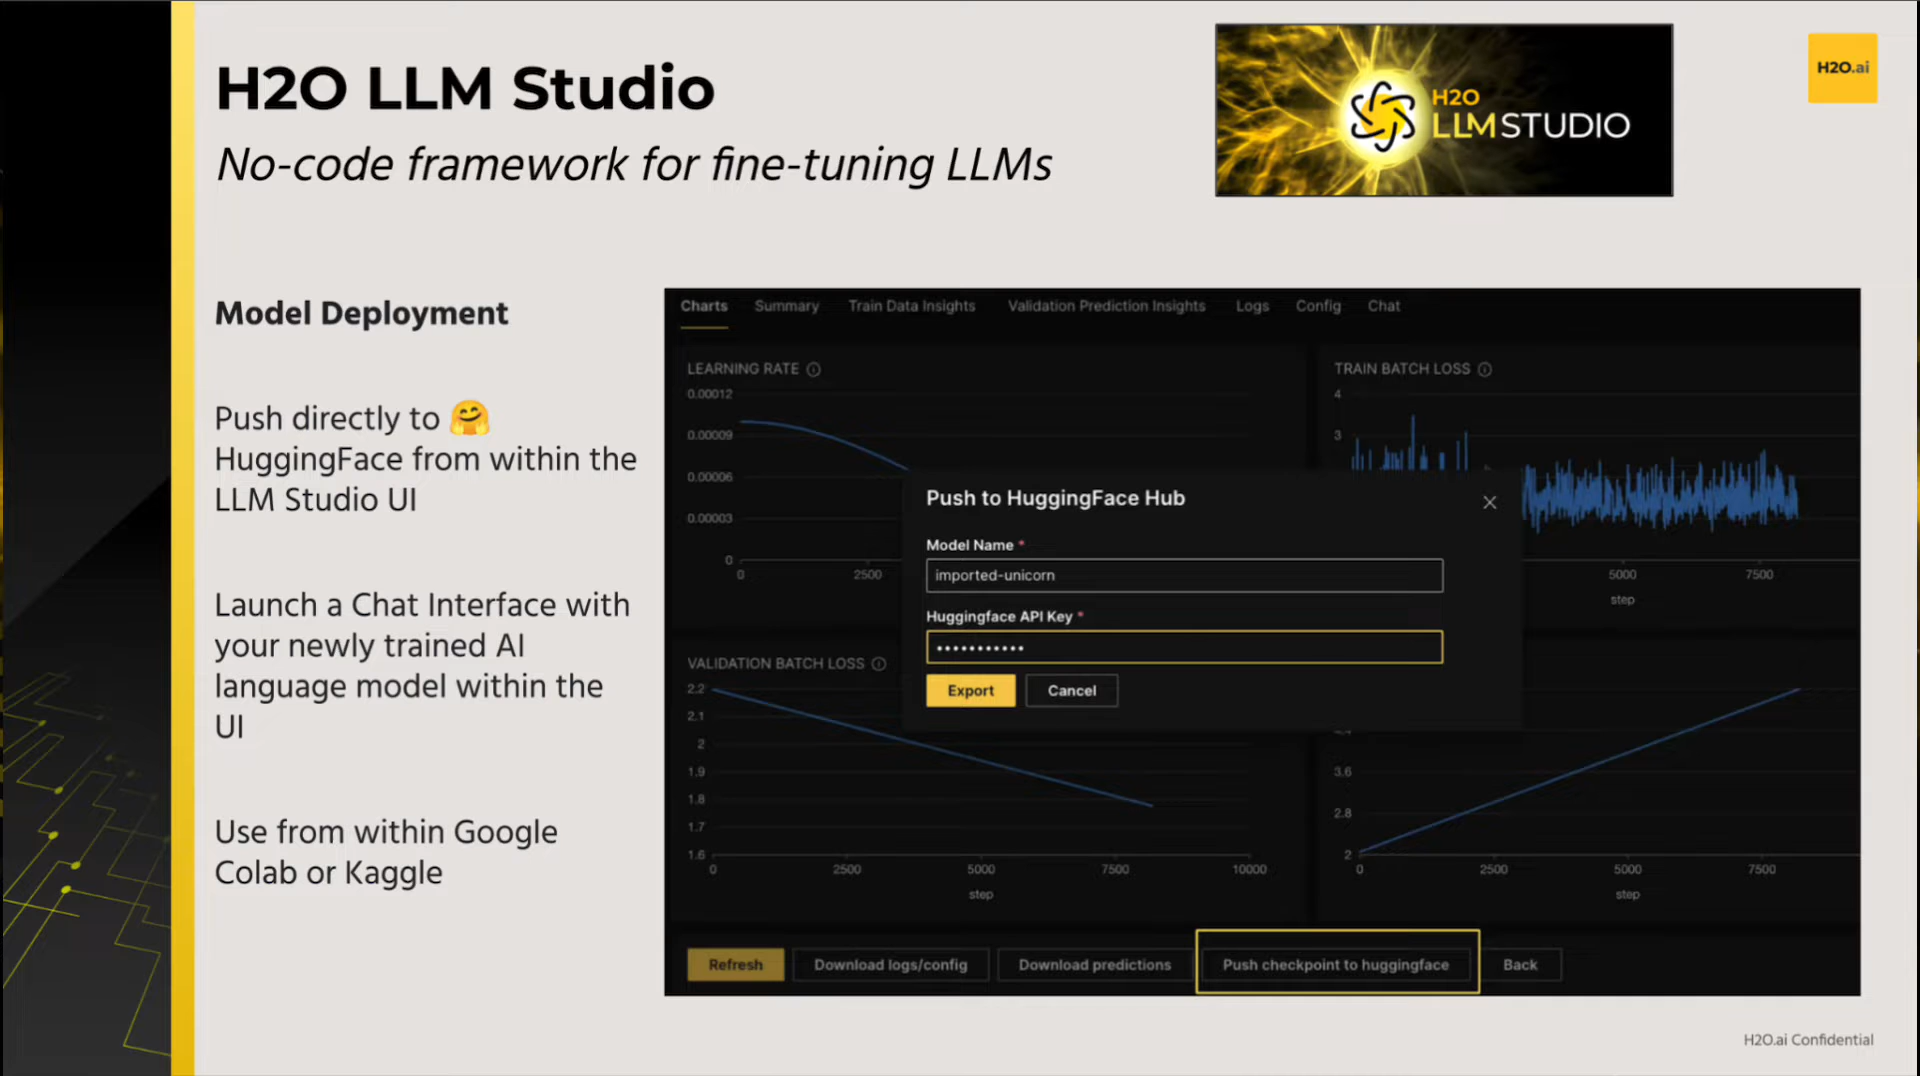 H2O LLM Studio
No-code framework for fine-tuning LLMs
H2O
LLM STUDIO
H2O.ai
Model Deployment
Push directly to 🤗
HuggingFace from within the
LLM Studio UI
Launch a Chat Interface with
your newly trained AI
language model within the
UI
Use from within Google
Colab or Kaggle
Charts Summary Train Data Insights Validation Prediction Insights Logs Config Chat
LEARNING RATE
0.00012
0.00009
0.00006
0.00003
0
0 2500
TRAIN BATCH LOSS
4
3
5000 7500
step
Push to HuggingFace Hub
Model Name *
imported-unicorn
Huggingface API Key *
•••••••••••
Export Cancel
VALIDATION BATCH LOSS
2.2
2.1
2
1.9
1.8
1.7
1.6
0 2500 5000 7500 10000
step
3.6
2.8
2
0 2500 5000 7500
step
Refresh Download logs/config Download predictions Push checkpoint to huggingface Back
H2O.ai Confidential